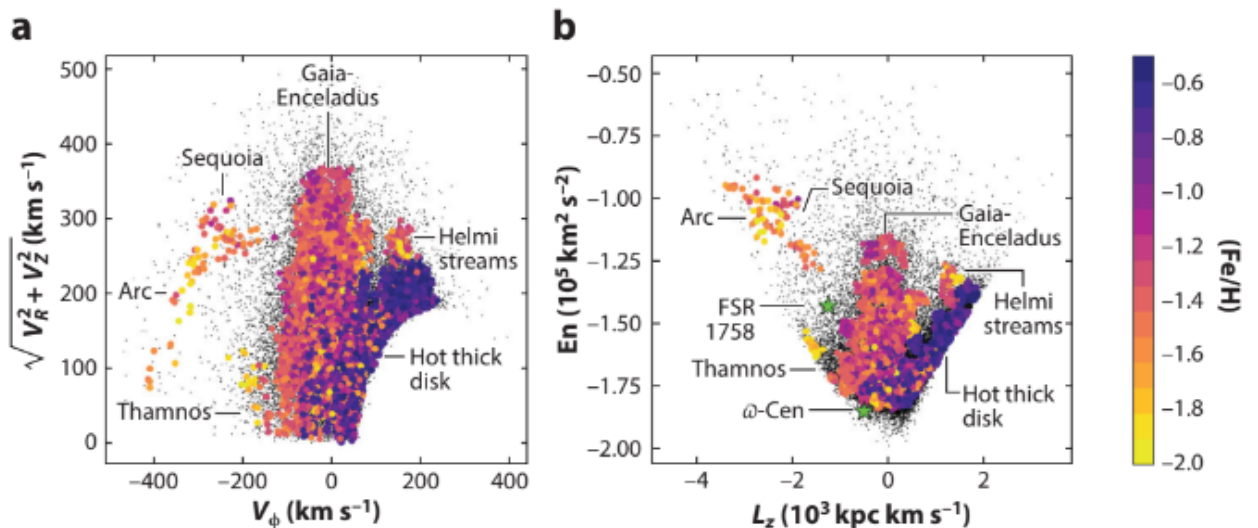 a
500
400
300
200
100
0
√V_R^2 + V_Z^2 (km s⁻¹)
−400
−200
0
200
400
V_ϕ (km s⁻¹)
Gaia-
Enceladus
Sequoia
Helmi
streams
Arc
Hot thick
disk
Thamnos
b
−0.50
−0.75
−1.00
−1.25
−1.50
−1.75
−2.00
En (10⁵ km² s⁻²)
−4
−2
0
2
L_z (10³ kpc km s⁻¹)
Sequoia
Arc
Gaia-
Enceladus
FSR
1758
Helmi
streams
Thamnos
ω-Cen
Hot thick
disk
−0.6
−0.8
−1.0
−1.2
−1.4
−1.6
−1.8
−2.0
(Fe/H)